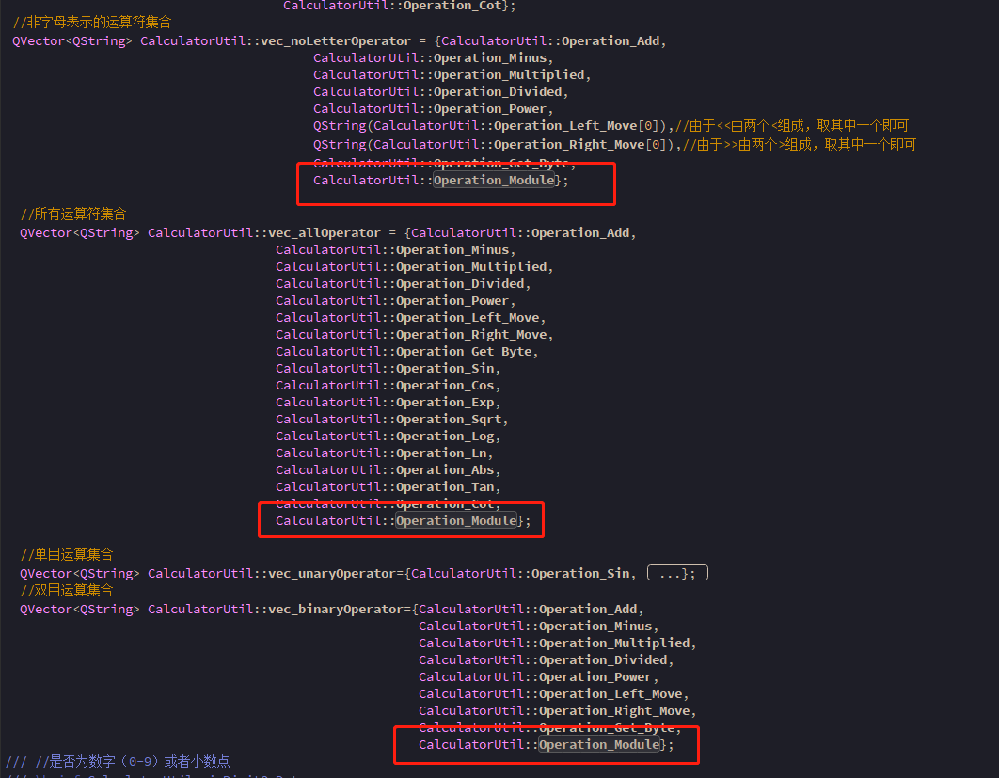 CalculatorUtil::Operation_Cot};
//非字母表示的运算符集合
QVector<QString> CalculatorUtil::vec_noLetterOperator = {CalculatorUtil::Operation_Add,
CalculatorUtil::Operation_Minus,
CalculatorUtil::Operation_Multiplied,
CalculatorUtil::Operation_Divided,
CalculatorUtil::Operation_Power,
QString(CalculatorUtil::Operation_Left_Move[0]),//由于<<由两个<组成，取其中一个即可
QString(CalculatorUtil::Operation_Right_Move[0]),//由于>>由两个>组成，取其中一个即可
CalculatorUtil::Operation_Get_Byte,
CalculatorUtil::Operation_Module};
//所有运算符集合
QVector<QString> CalculatorUtil::vec_allOperator = {CalculatorUtil::Operation_Add,
CalculatorUtil::Operation_Minus,
CalculatorUtil::Operation_Multiplied,
CalculatorUtil::Operation_Divided,
CalculatorUtil::Operation_Power,
CalculatorUtil::Operation_Left_Move,
CalculatorUtil::Operation_Right_Move,
CalculatorUtil::Operation_Get_Byte,
CalculatorUtil::Operation_Sin,
CalculatorUtil::Operation_Cos,
CalculatorUtil::Operation_Exp,
CalculatorUtil::Operation_Sqrt,
CalculatorUtil::Operation_Log,
CalculatorUtil::Operation_Ln,
CalculatorUtil::Operation_Abs,
CalculatorUtil::Operation_Tan,
CalculatorUtil::Operation_Cot,
CalculatorUtil::Operation_Module};
//单目运算集合
QVector<QString> CalculatorUtil::vec_unaryOperator={CalculatorUtil::Operation_Sin, ...};
//双目运算集合
QVector<QString> CalculatorUtil::vec_binaryOperator={CalculatorUtil::Operation_Add,
CalculatorUtil::Operation_Minus,
CalculatorUtil::Operation_Multiplied,
CalculatorUtil::Operation_Divided,
CalculatorUtil::Operation_Power,
CalculatorUtil::Operation_Left_Move,
CalculatorUtil::Operation_Right_Move,
CalculatorUtil::Operation_Get_Byte,
CalculatorUtil::Operation_Module};
/// //是否为数字（0-9）或者小数点